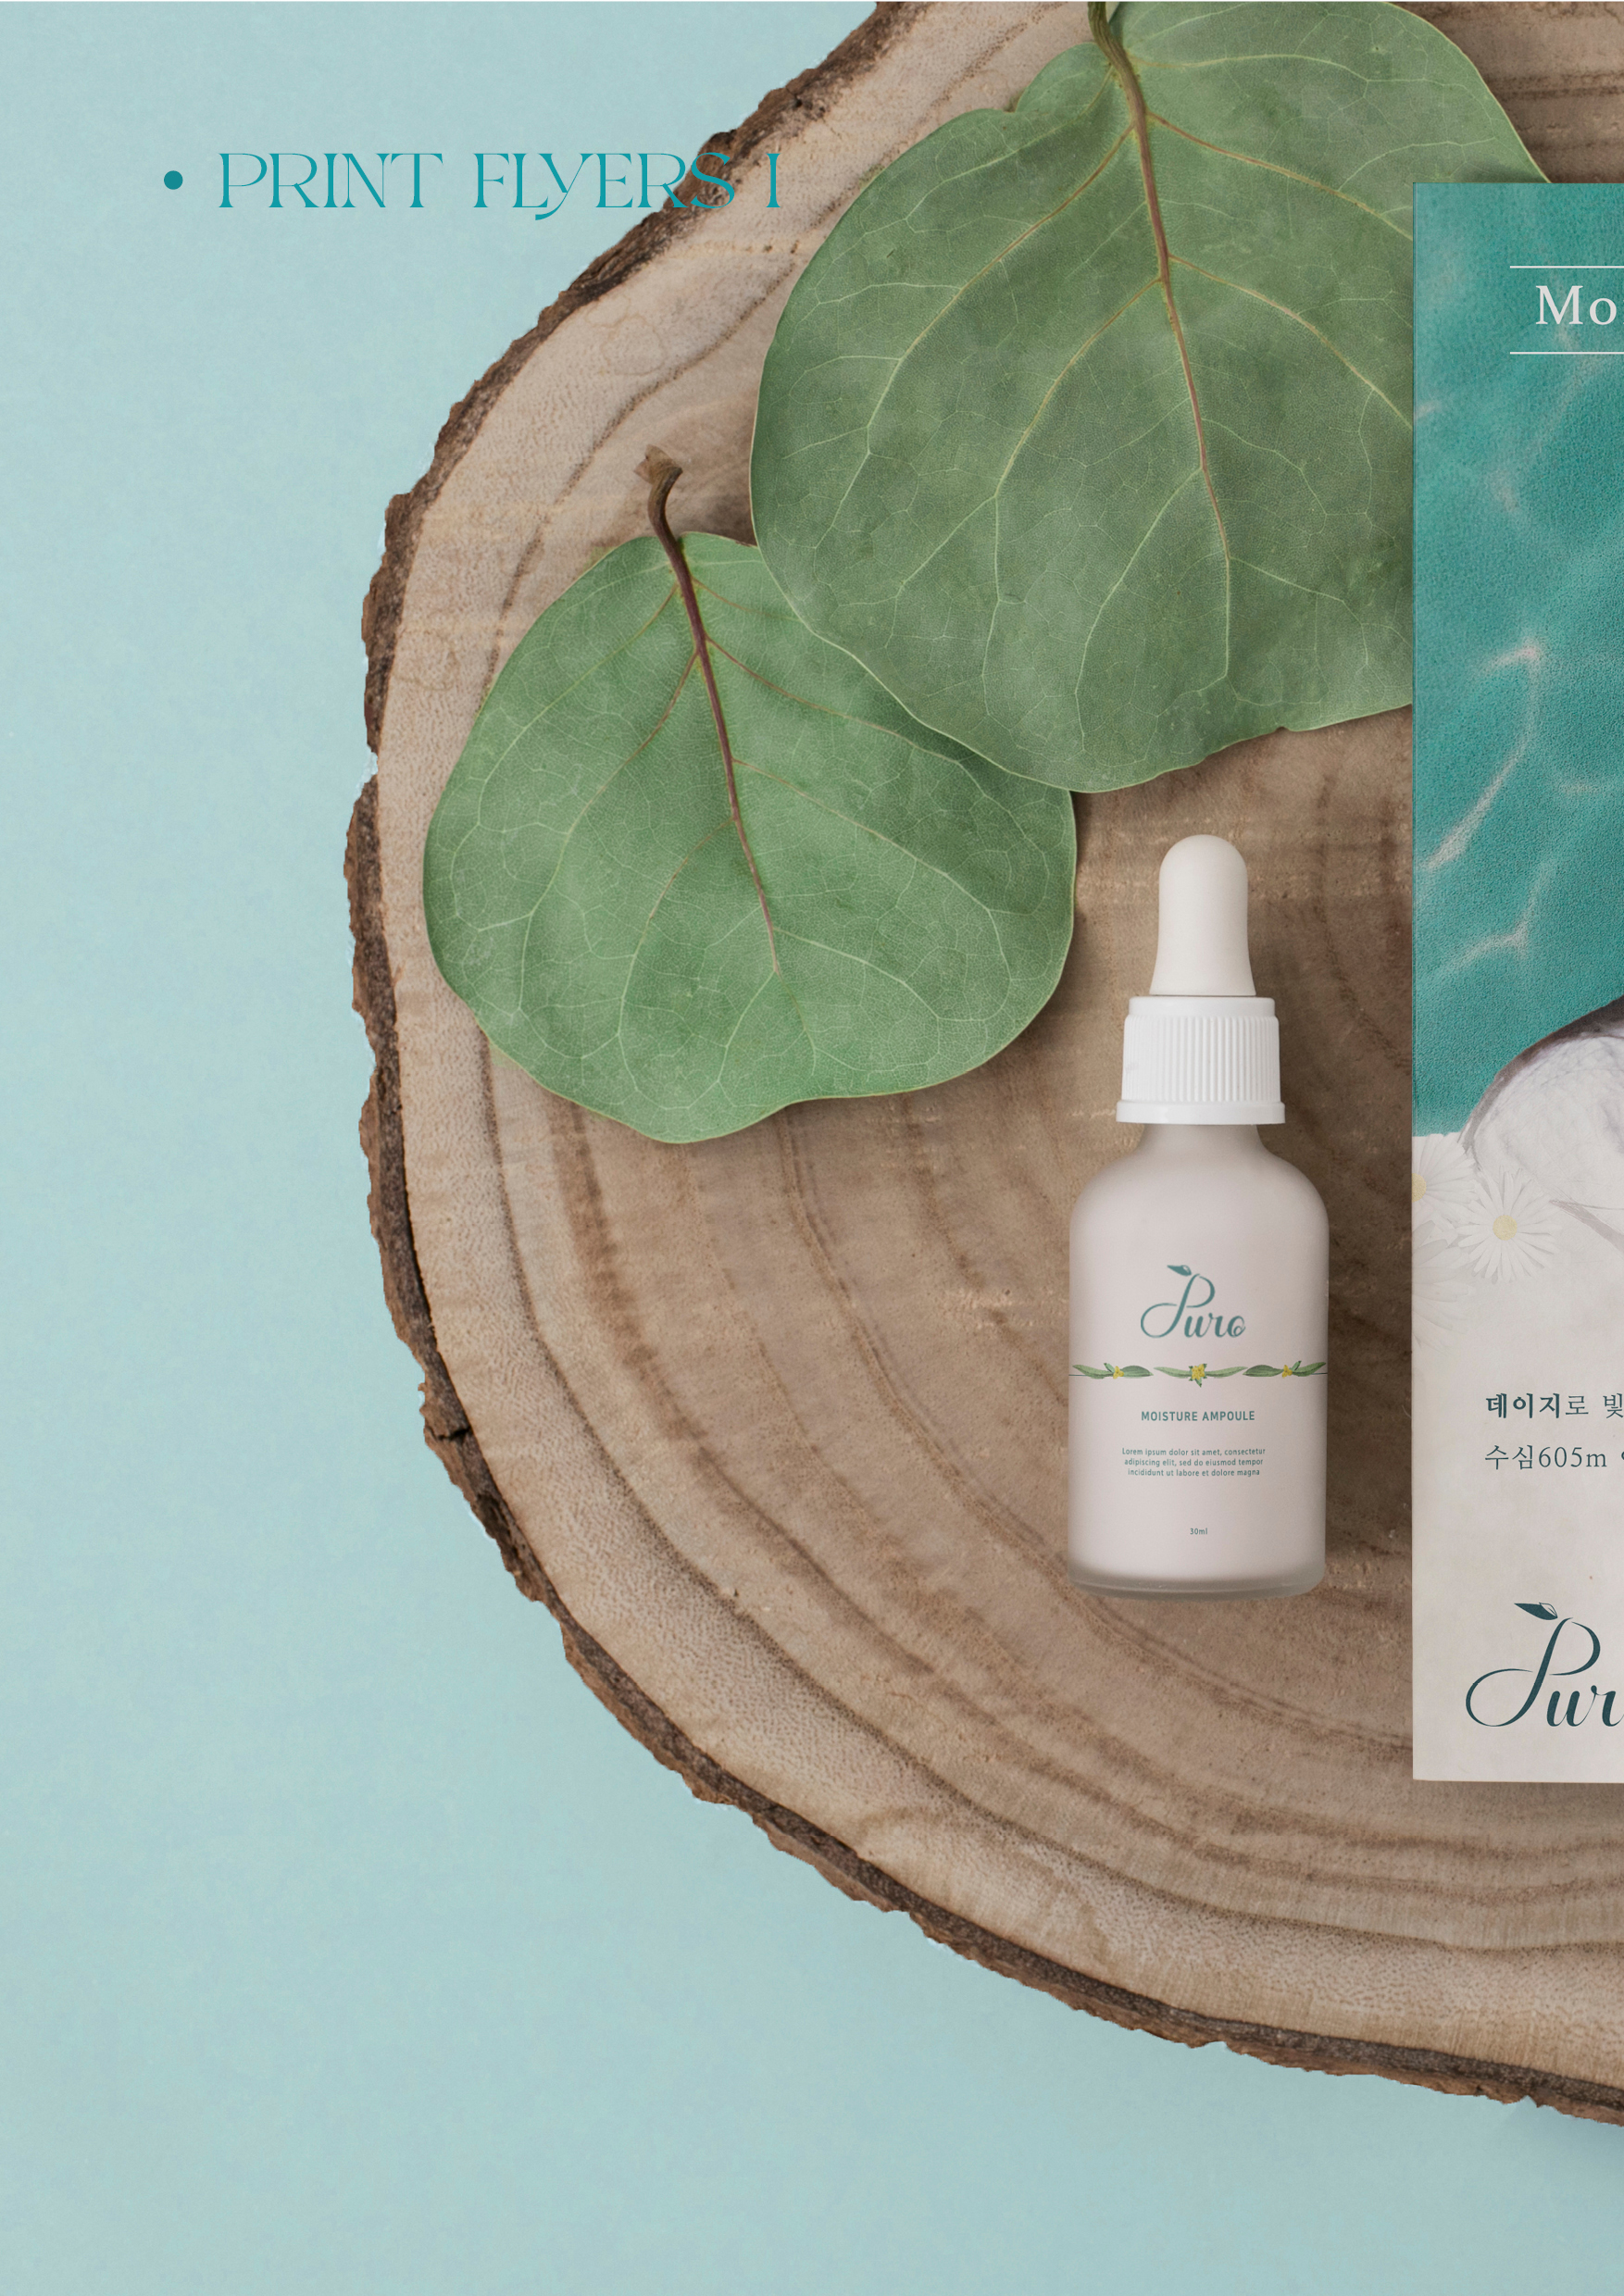 • PRINT FLYERS I
Mo
Puro
MOISTURE AMPOULE
Lorem ipsum dolor sit amet, consectetur
adipiscing elit, sed do eiusmod tempor
incididunt ut labore et dolore magna
30ml
데이지로 빛
수심605m
Pur